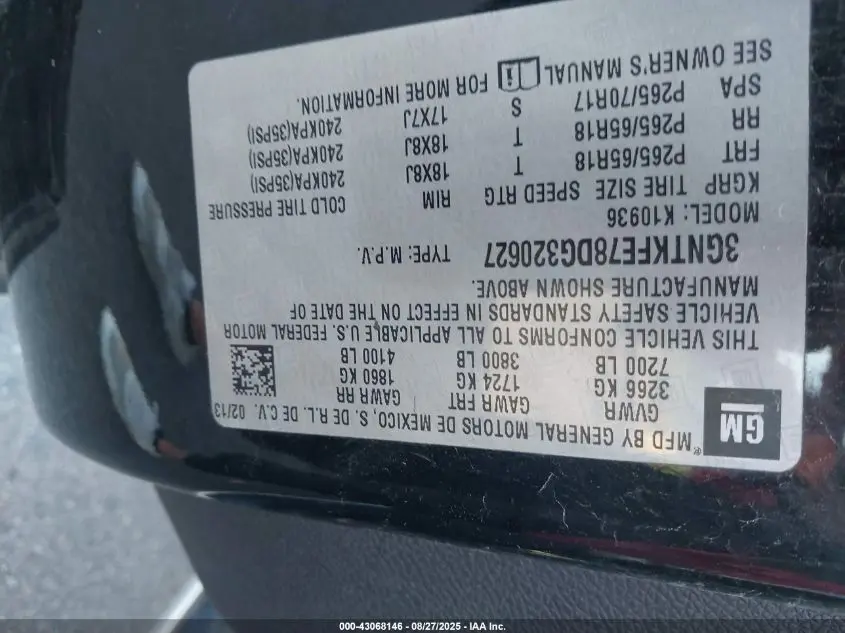 GM
®MFD BY GENERAL MOTORS DE MEXICO, S. DE R.L. DE C.V. 02/13
GVWR GAWR FRT GAWR RR
3266 KG 1724 KG 1860 KG
7200 LB 3800 LB 4100 LB
THIS VEHICLE CONFORMS TO ALL APPLICABLE U.S. FEDERAL MOTOR
VEHICLE SAFETY STANDARDS IN EFFECT ON THE DATE OF
MANUFACTURE SHOWN ABOVE.
3GNTKFE78DG320627 TYPE: M.P.V.
MODEL: K10936
KGRP TIRE SIZE SPEED RTG RIM COLD TIRE PRESSURE
FRT P265/65R18 T 18X8J 240KPA(35PSI)
RR P265/65R18 T 18X8J 240KPA(35PSI)
SPA P265/70R17 S 17X7J 240KPA(35PSI)
SEE OWNER'S MANUAL FOR MORE INFORMATION.
000-43068146 - 08/27/2025 - IAA Inc.